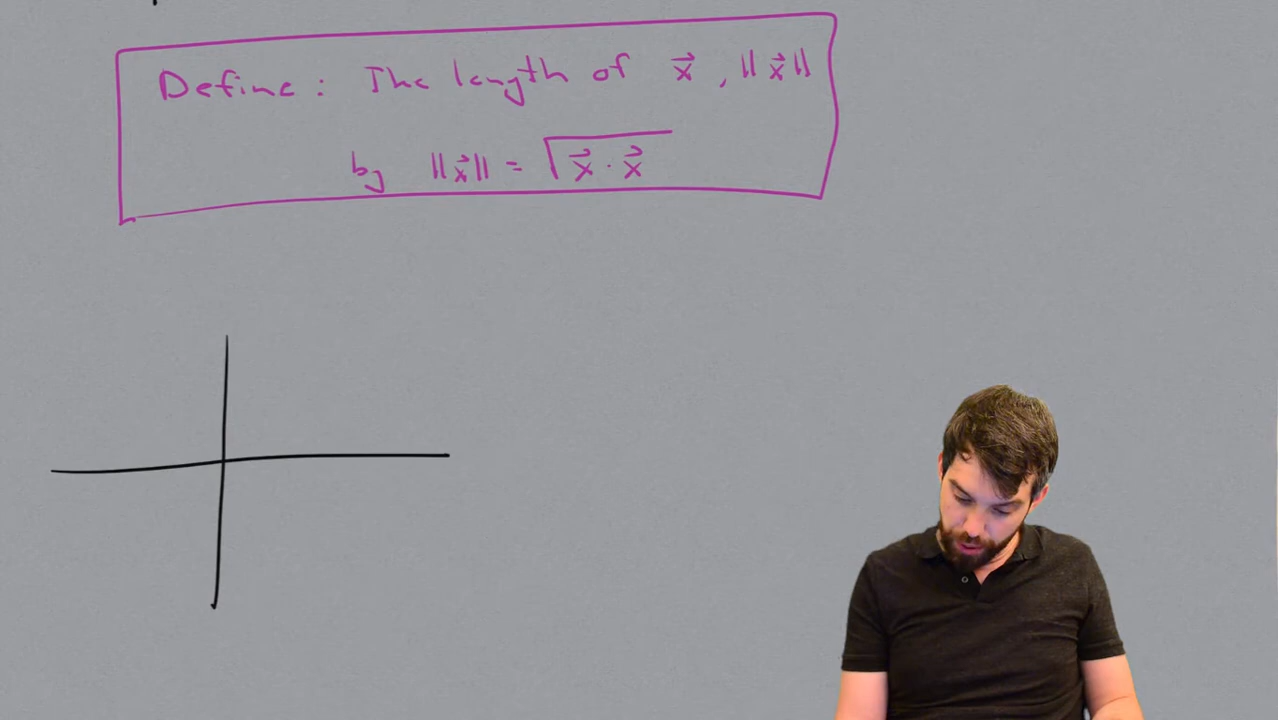 Define : The length of x⃗ , ||x⃗||
by ||x⃗|| = √x⃗ · x⃗